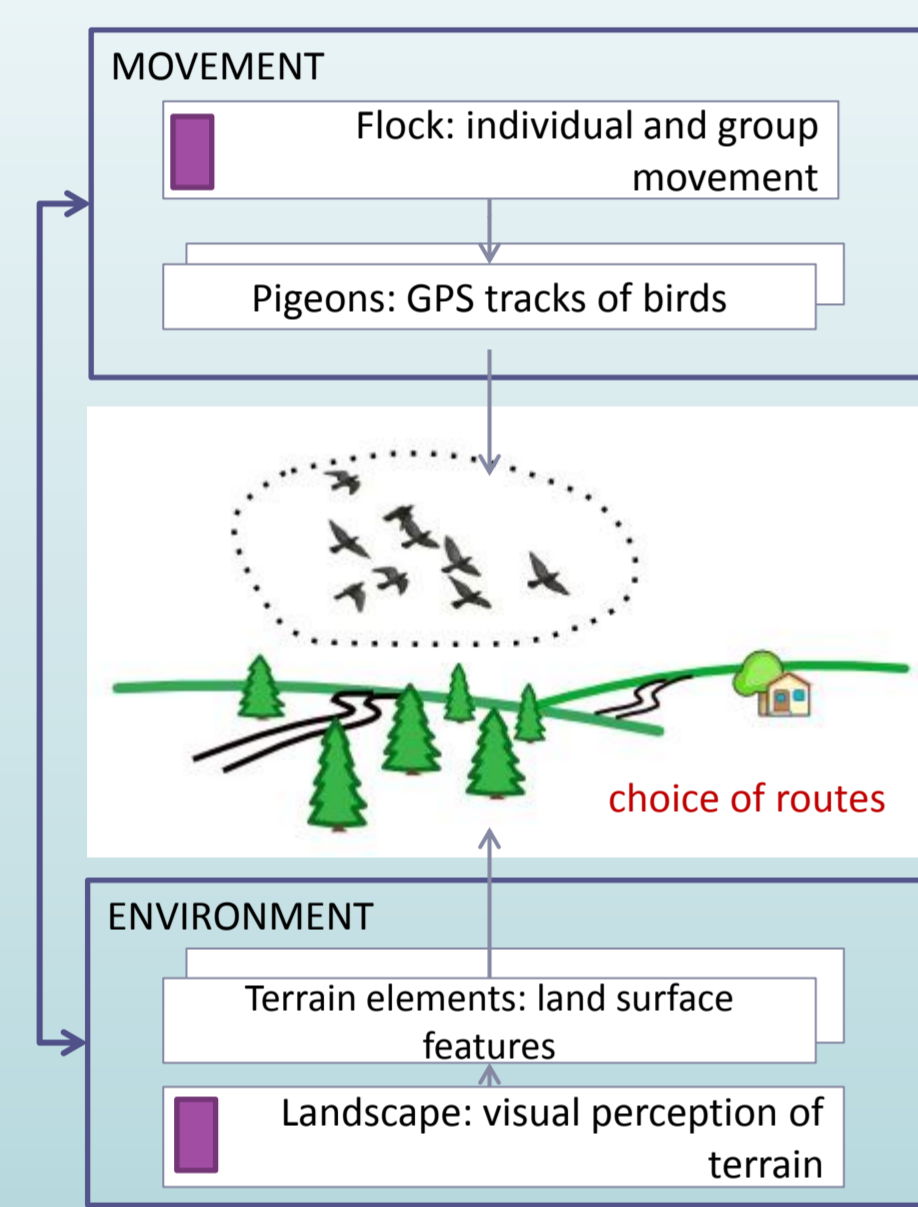 MOVEMENT
Flock: individual and group
movement
Pigeons: GPS tracks of birds
choice of routes
ENVIRONMENT
Terrain elements: land surface
features
Landscape: visual perception of
terrain